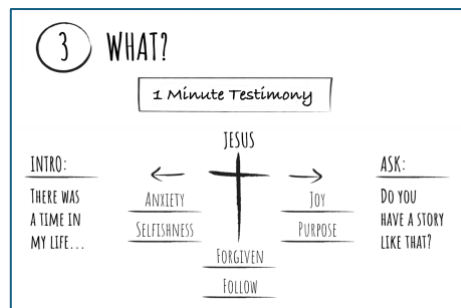 3 WHAT?
1 Minute Testimony
JESUS
INTRO:
THERE WAS
A TIME IN
MY LIFE...
ANXIETY
SELFISHNESS
JOY
PURPOSE
FORGIVEN
FOLLOW
ASK:
DO YOU
HAVE A STORY
LIKE THAT?